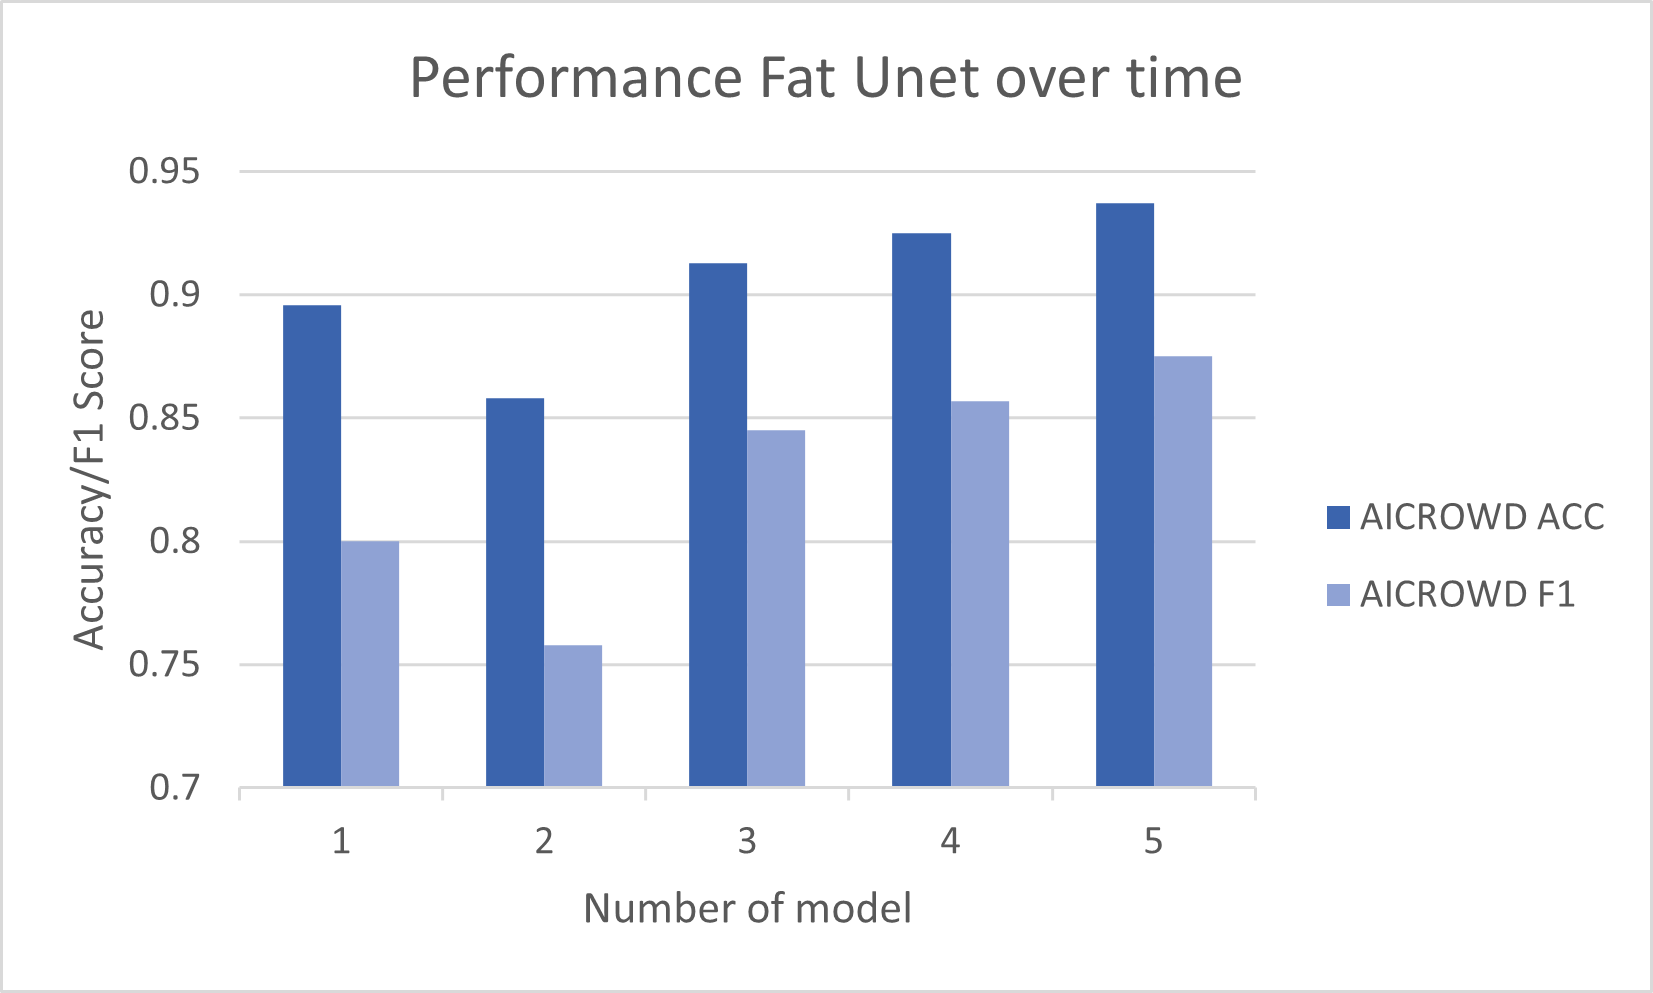 Performance Fat Unet over time
0.95
0.9
0.85
0.8
0.75
0.7
Accuracy/F1 Score
1 2 3 4 5
Number of model
AICROWD ACC
AICROWD F1